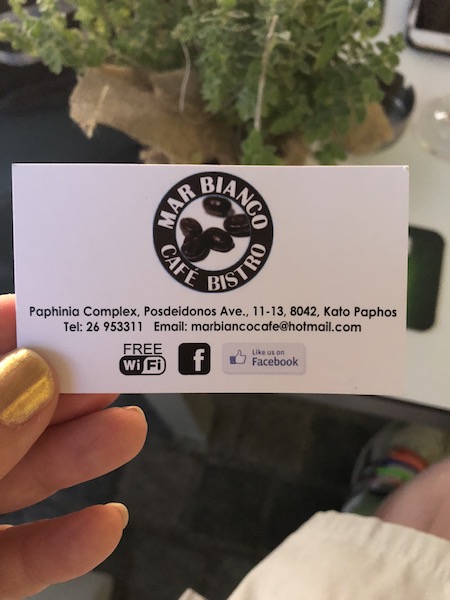 MAR BIANCO
CAFÉ BISTRO
Paphinia Complex, Posdeidonos Ave., 11-13, 8042, Kato Paphos
Tel: 26 953311 Email: marbiancocafe@hotmail.com
FREE
WiFi
f
Like us on
Facebook